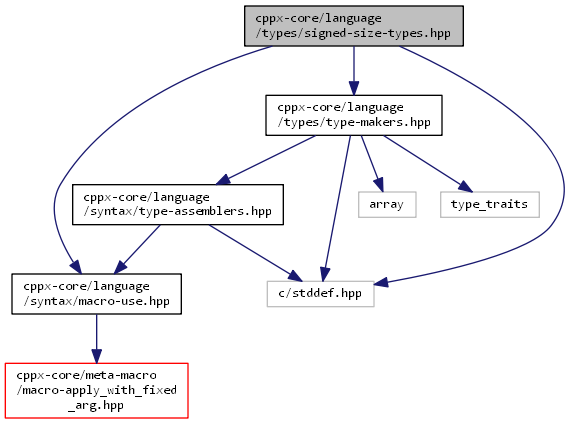 cppx-core/language
/types/signed-size-types.hpp
cppx-core/language
/types/type-makers.hpp
cppx-core/language
/syntax/type-assemblers.hpp
array
type_traits
cppx-core/language
/syntax/macro-use.hpp
c/stddef.hpp
cppx-core/meta-macro
/macro-apply_with_fixed
_arg.hpp